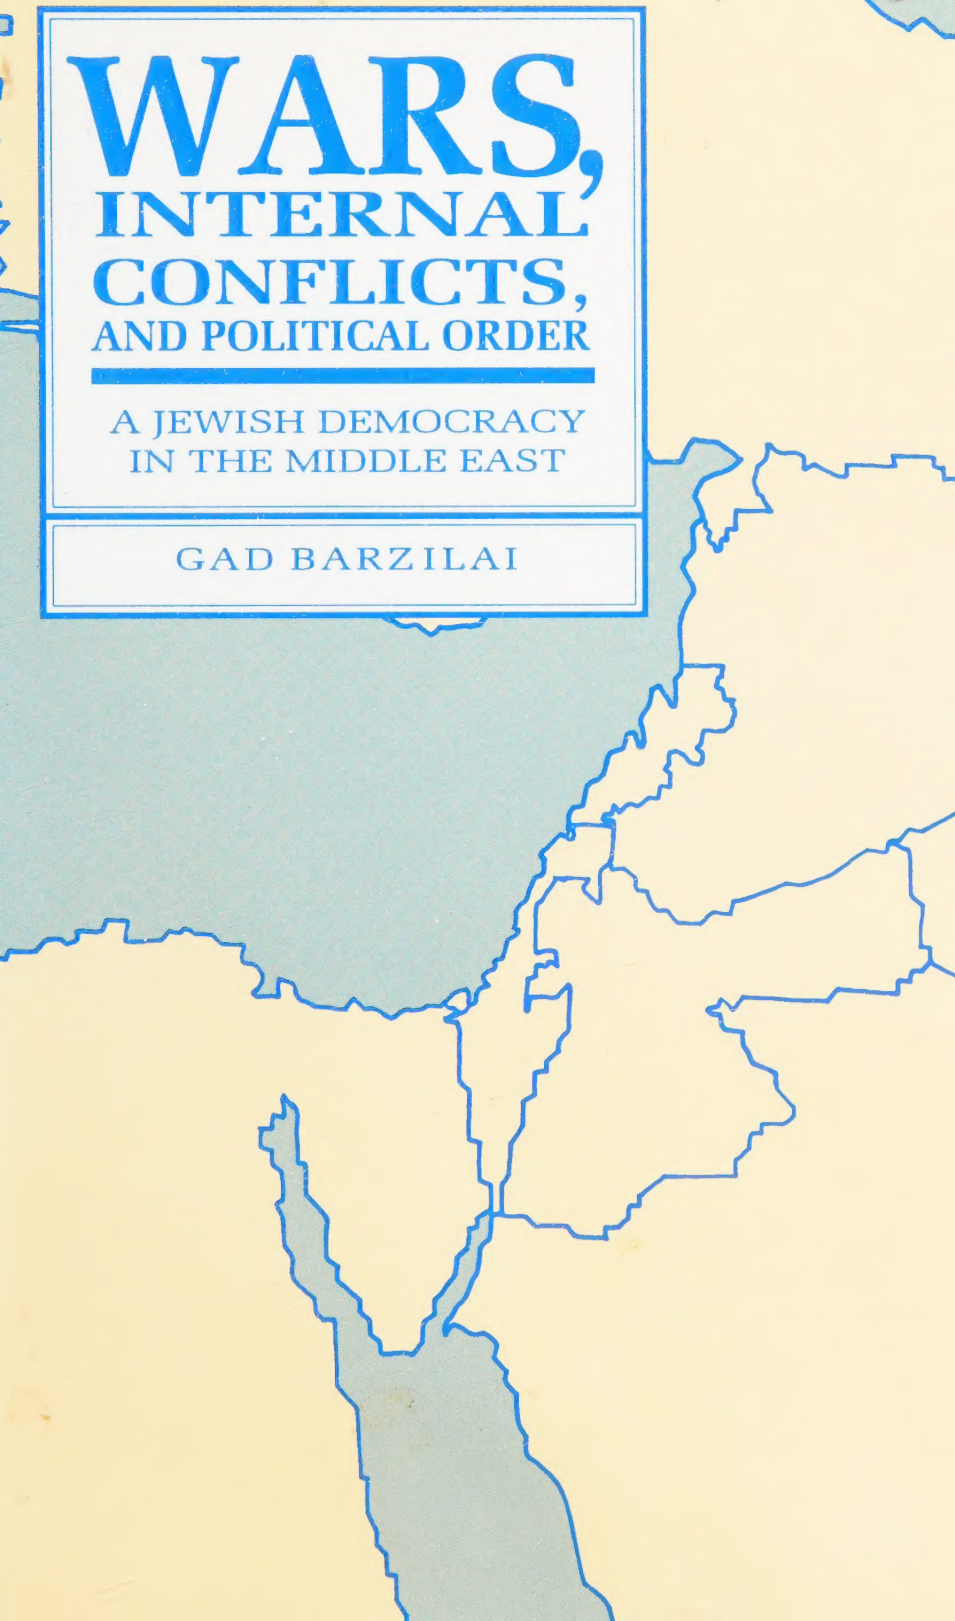 WARS,
INTERNAL
CONFLICTS,
AND POLITICAL ORDER
A JEWISH DEMOCRACY
IN THE MIDDLE EAST
GAD BARZILAI